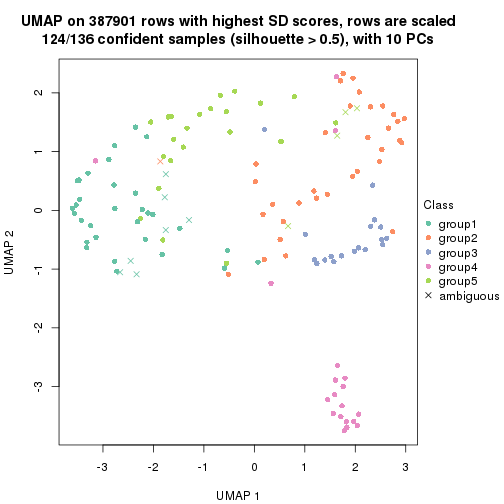 UMAP on 387901 rows with highest SD scores, rows are scaled
124/136 confident samples (silhouette > 0.5), with 10 PCs
2
1
0
-1
-2
-3
UMAP 2
-3
-2
-1
0
1
2
3
UMAP 1
Class
group1
group2
group3
group4
group5
ambiguous